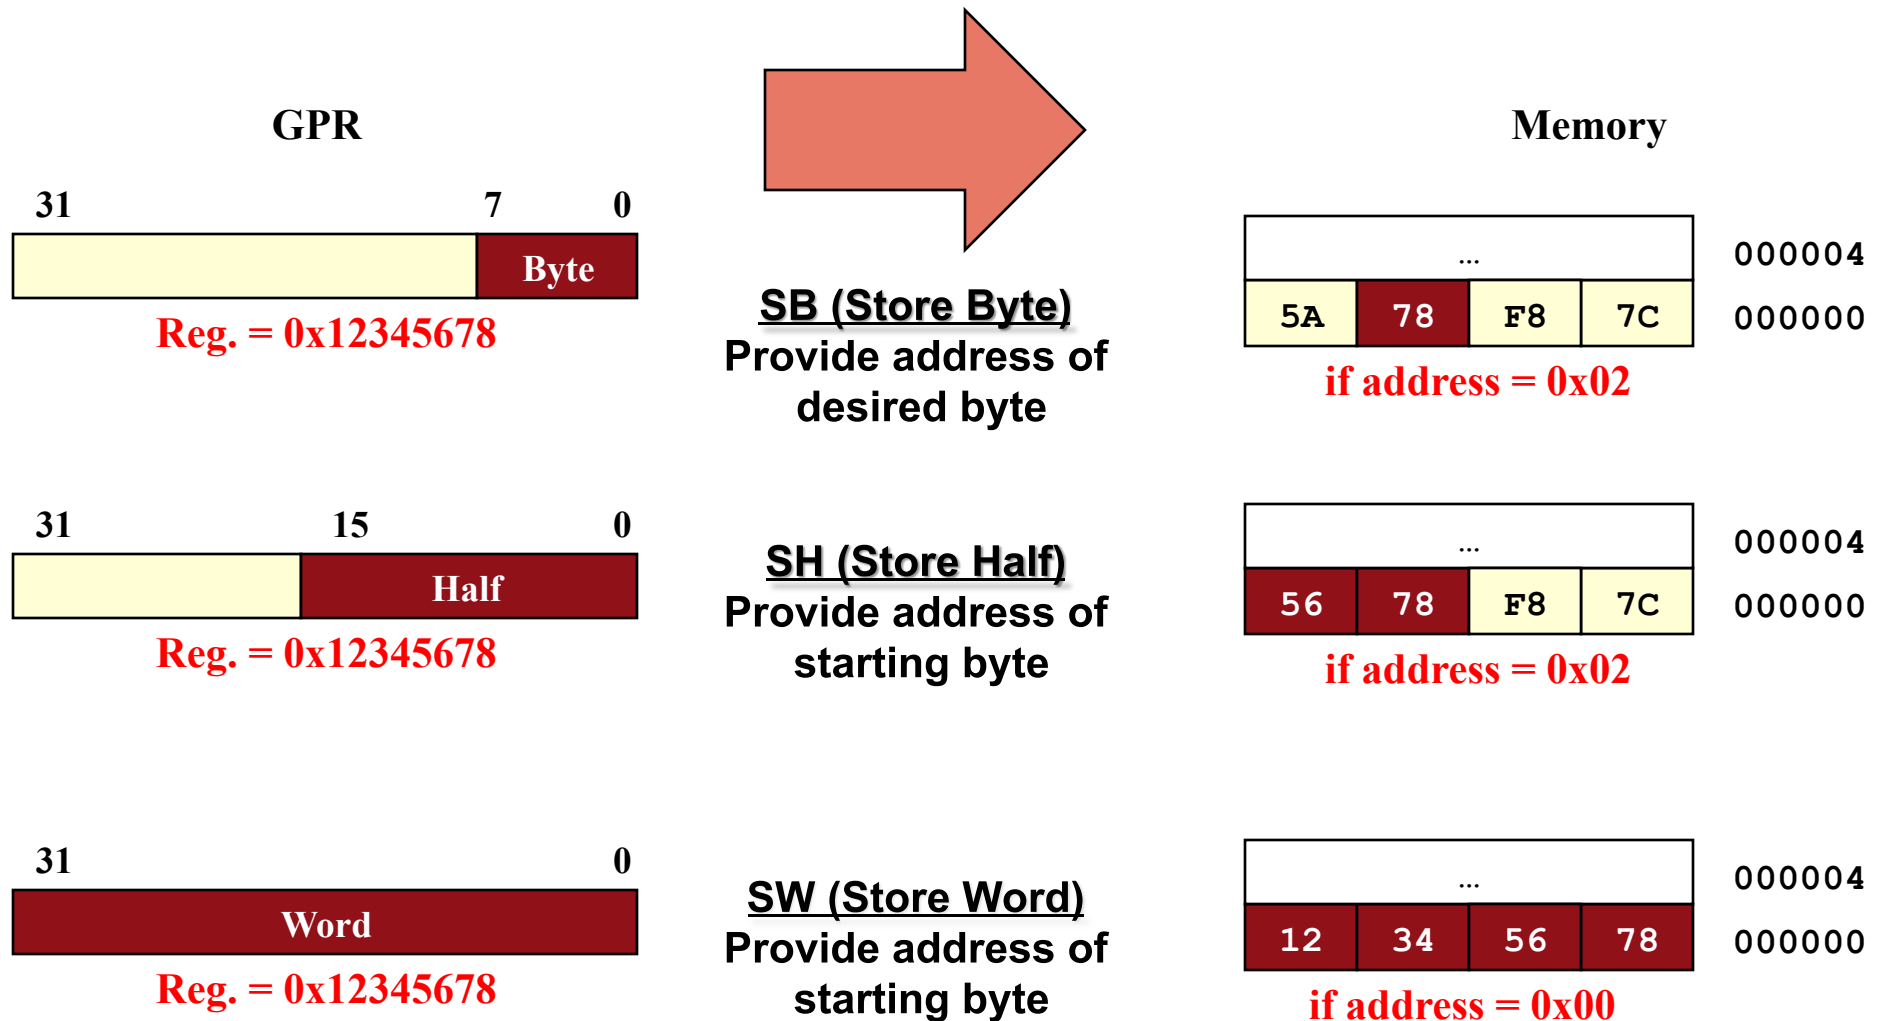 GPR
Memory
31 7 0
Byte
Reg. = 0x12345678
SB (Store Byte)
Provide address of
desired byte
... 000004
5A 78 F8 7C 000000
if address = 0x02
31 15 0
Half
Reg. = 0x12345678
SH (Store Half)
Provide address of
starting byte
... 000004
56 78 F8 7C 000000
if address = 0x02
31 0
Word
Reg. = 0x12345678
SW (Store Word)
Provide address of
starting byte
... 000004
12 34 56 78 000000
if address = 0x00